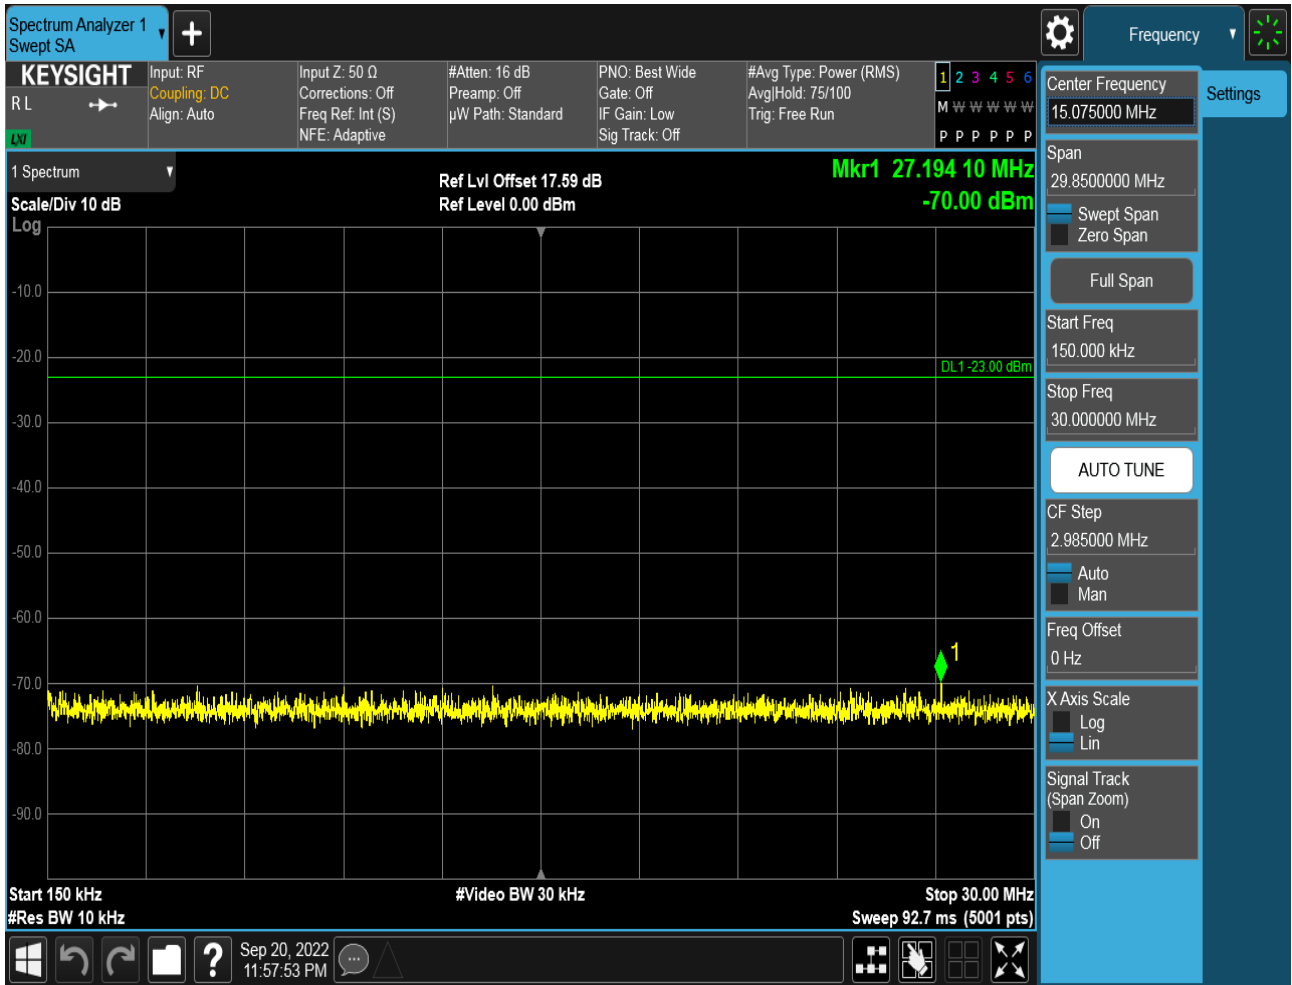 Spectrum Analyzer 1
Swept SA
Frequency
KEYSIGHT
R L
LXI
Input: RF
Coupling: DC
Align: Auto
Input Z: 50 Ω
Corrections: Off
Freq Ref: Int (S)
NFE: Adaptive
#Atten: 16 dB
Preamp: Off
µW Path: Standard
PNO: Best Wide
Gate: Off
IF Gain: Low
Sig Track: Off
#Avg Type: Power (RMS)
Avg|Hold: 75/100
Trig: Free Run
1 2 3 4 5 6
M W W W W W
P P P P P P
1 Spectrum
Scale/Div 10 dB
Log
Ref Lvl Offset 17.59 dB
Ref Level 0.00 dBm
Mkr1 27.194 10 MHz
-70.00 dBm
-10.0
-20.0
DL1 -23.00 dBm
-30.0
-40.0
-50.0
-60.0
1
-70.0
-80.0
-90.0
Start 150 kHz
#Video BW 30 kHz
Stop 30.00 MHz
#Res BW 10 kHz
Sweep 92.7 ms (5001 pts)
Center Frequency
15.075000 MHz
Settings
Span
29.8500000 MHz
Swept Span
Zero Span
Full Span
Start Freq
150.000 kHz
Stop Freq
30.000000 MHz
AUTO TUNE
CF Step
2.985000 MHz
Auto
Man
Freq Offset
0 Hz
X Axis Scale
Log
Lin
Signal Track
(Span Zoom)
On
Off
?
Sep 20, 2022
11:57:53 PM